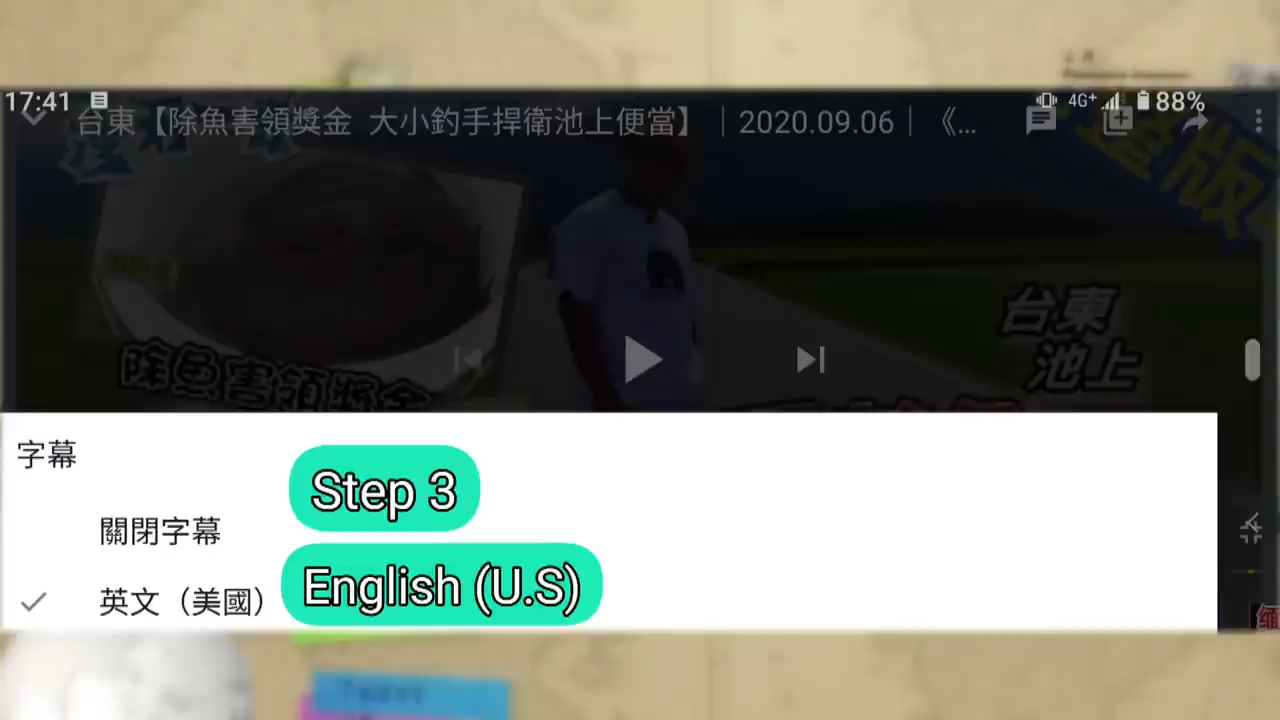 17:41
4G+
88%
台東【除魚害領獎金 大小釣手捍衛池上便當】｜2020.09.06｜《...
整版
台東
池上
除魚害領獎金
字幕
Step 3
關閉字幕
English (U.S)
英文（美國）